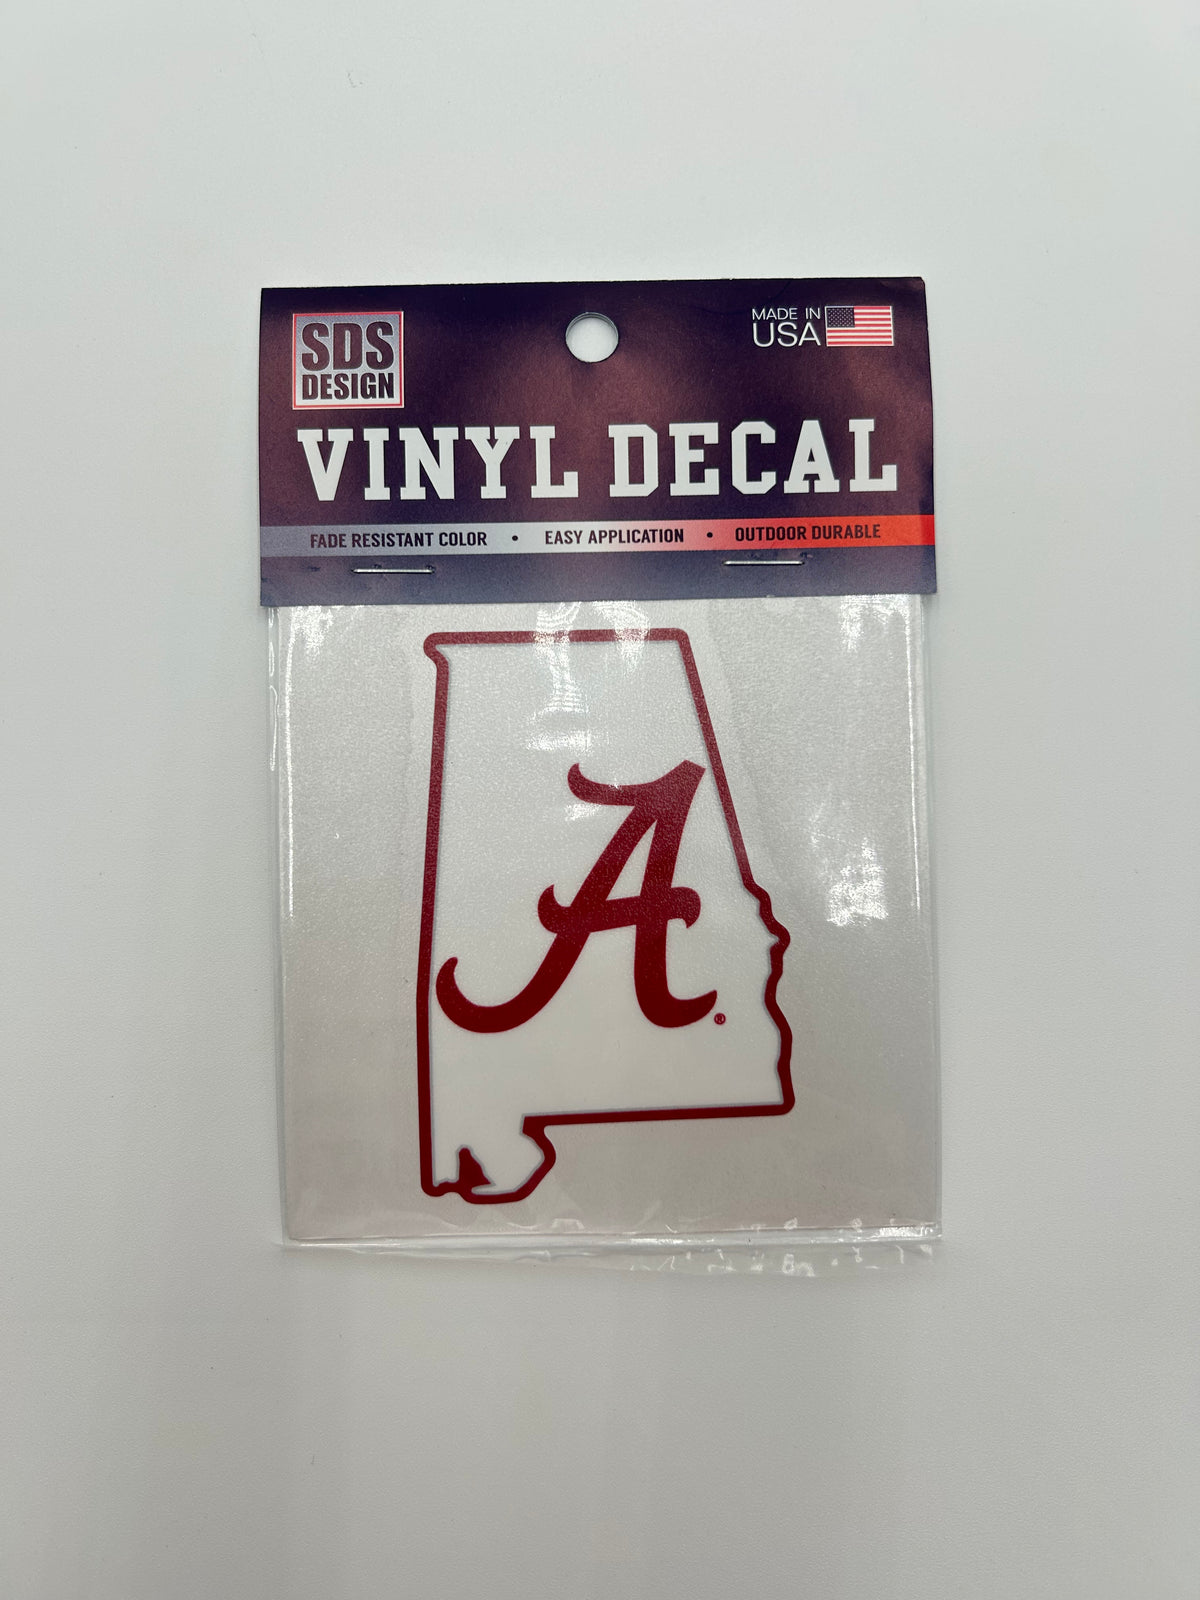 SDS
DESIGN
MADE IN
USA
VINYL DECAL
FADE RESISTANT COLOR • EASY APPLICATION • OUTDOOR DURABLE
A
®